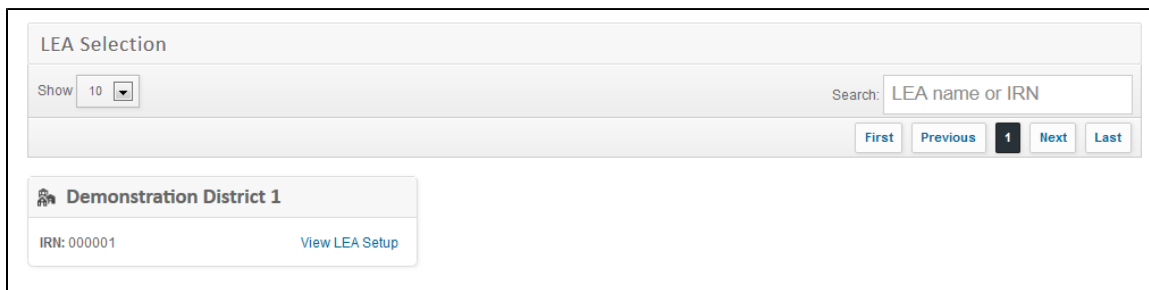 LEA Selection
Show 10 Search: LEA name or IRN
First Previous 1 Next Last
Demonstration District 1
IRN: 000001 View LEA Setup